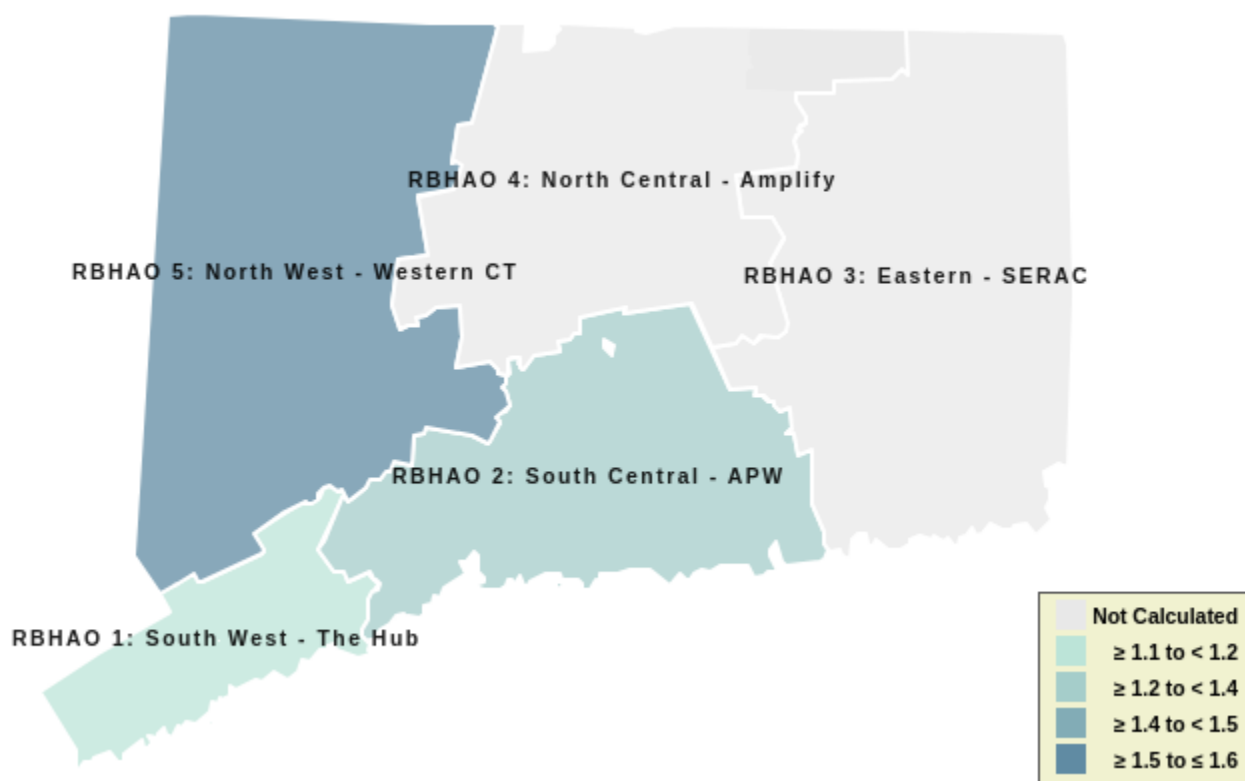 RBHAO 4: North Central - Amplify
RBHAO 5: North West - Western CT
RBHAO 3: Eastern - SERAC
RBHAO 2: South Central - APW
RBHAO 1: South West - The Hub
Not Calculated
≥ 1.1 to < 1.2
≥ 1.2 to < 1.4
≥ 1.4 to < 1.5
≥ 1.5 to ≤ 1.6